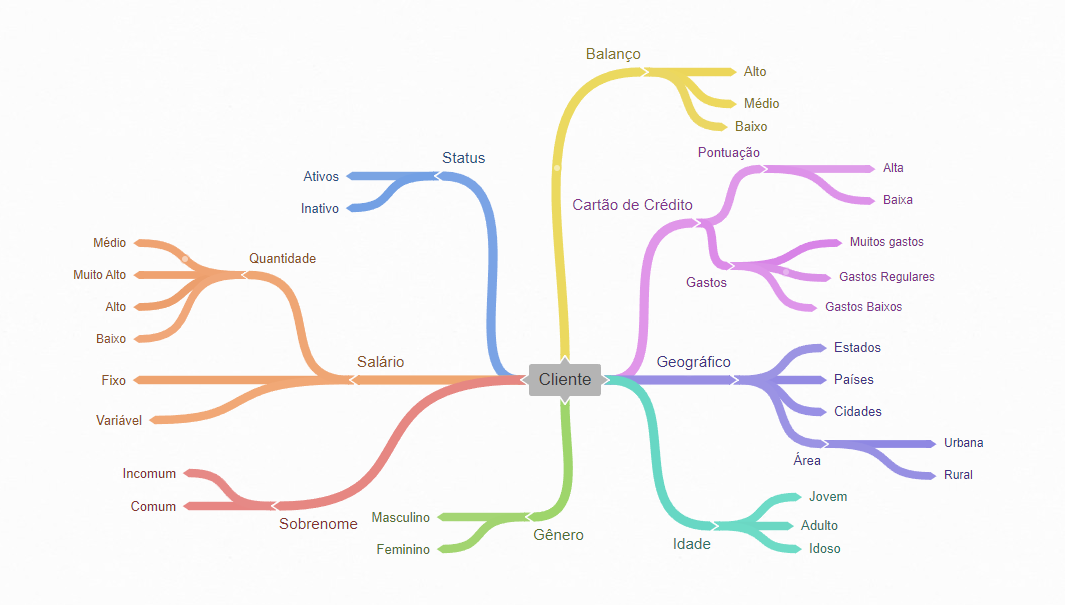 Balanço
Alto
Médio
Baixo
Pontuação
Alta
Baixa
Cartão de Crédito
Gastos
Muitos gastos
Gastos Regulares
Gastos Baixos
Status
Ativos
Inativo
Quantidade
Médio
Muito Alto
Alto
Baixo
Salário
Fixo
Variável
Cliente
Geográfico
Estados
Países
Cidades
Área
Urbana
Rural
Sobrenome
Incomum
Comum
Gênero
Masculino
Feminino
Idade
Jovem
Adulto
Idoso